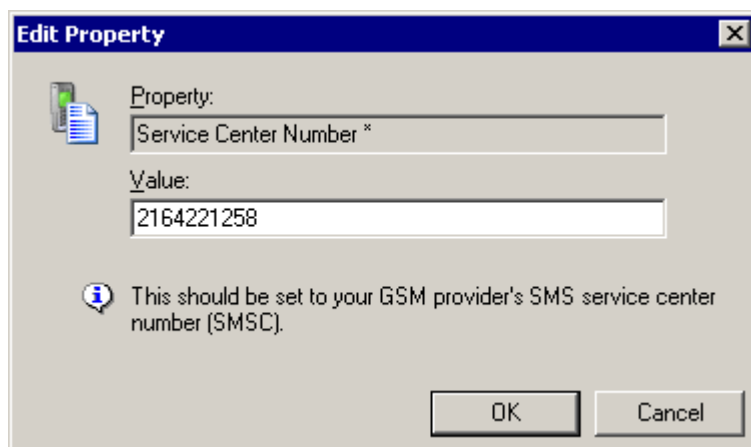 Edit Property
Property:
Service Center Number *
Value:
2164221258
This should be set to your GSM provider's SMS service center
number (SMSC).
OK
Cancel